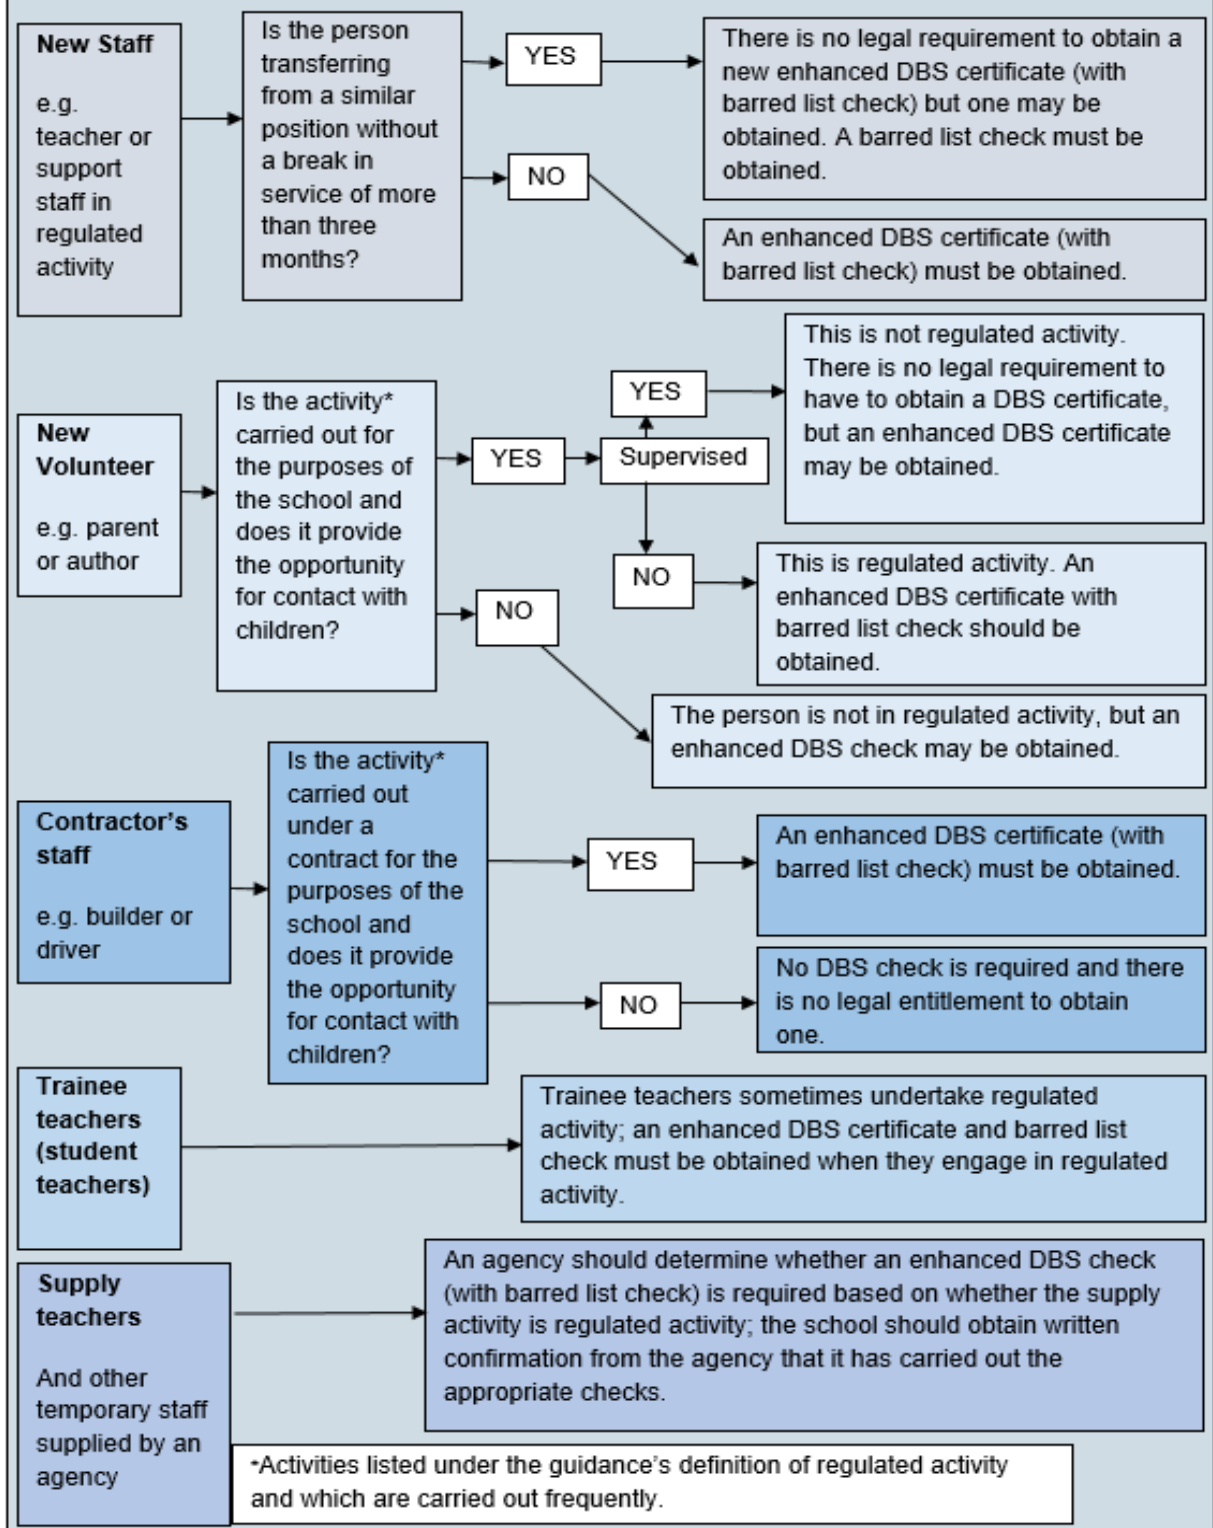 New Staff
e.g.
teacher or
support
staff in
regulated
activity
Is the person
transferring
from a similar
position without
a break in
service of more
than three
months?
YES
There is no legal requirement to obtain a
new enhanced DBS certificate (with
barred list check) but one may be
obtained. A barred list check must be
obtained.
NO
An enhanced DBS certificate (with
barred list check) must be obtained.
New
Volunteer
e.g. parent
or author
Is the activity*
carried out for
the purposes of
the school and
does it provide
the opportunity
for contact with
children?
YES
Supervised
YES
This is not regulated activity.
There is no legal requirement to
have to obtain a DBS certificate,
but an enhanced DBS certificate
may be obtained.
NO
This is regulated activity. An
enhanced DBS certificate with
barred list check should be
obtained.
NO
The person is not in regulated activity, but an
enhanced DBS check may be obtained.
Contractor's
staff
e.g. builder or
driver
Is the activity*
carried out
under a
contract for the
purposes of the
school and
does it provide
the opportunity
for contact with
children?
YES
An enhanced DBS certificate (with
barred list check) must be obtained.
NO
No DBS check is required and there
is no legal entitlement to obtain
one.
Trainee
teachers
(student
teachers)
Trainee teachers sometimes undertake regulated
activity; an enhanced DBS certificate and barred list
check must be obtained when they engage in regulated
activity.
Supply
teachers
And other
temporary staff
supplied by an
agency
An agency should determine whether an enhanced DBS check
(with barred list check) is required based on whether the supply
activity is regulated activity; the school should obtain written
confirmation from the agency that it has carried out the
appropriate checks.
*Activities listed under the guidance's definition of regulated activity
and which are carried out frequently.